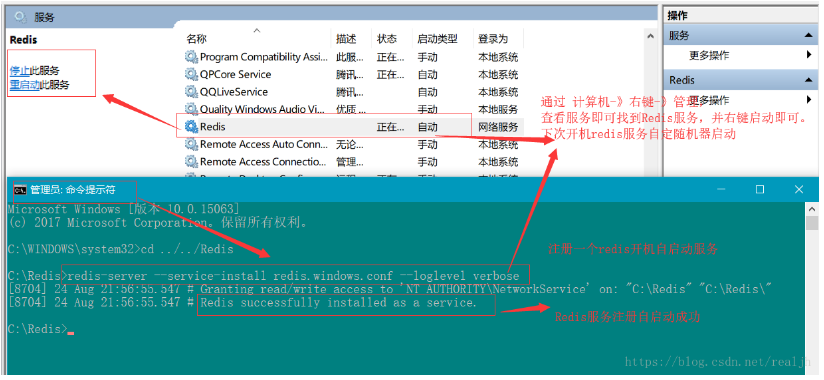 服务
操作
Redis
名称 描述 状态 启动类型 登录为
服务
停止此服务
重启动此服务
Program Compatibility Assi... 此服... 正在... 手动 本地系统
更多操作
QPCore Service 腾讯... 正在... 自动 本地系统
Redis
QQLiveService 腾讯... 手动 本地系统
更多操作
Quality Windows Audio Vi... 优质 ... 手动 本地服务
Redis 正在... 自动 网络服务
Remote Access Auto Conn... 无论... 手动 本地系统
Remote Access Connectio... 管理... 手动 本地系统
通过 计算机-》右键-》管理,
查看服务即可找到Redis服务，并右键启动即可。
下次开机redis服务自定随机器启动
管理员: 命令提示符
Microsoft Windows [版本 10.0.15063]
(c) 2017 Microsoft Corporation。保留所有权利。
C:\WINDOWS\system32>cd ../../Redis
注册一个redis开机自启动服务
C:\Redis>redis-server --service-install redis.windows.conf --loglevel verbose
[8704] 24 Aug 21:56:55.547 # Granting read/write access to 'NT AUTHORITY\NetworkService' on: "C:\Redis" "C:\Redis\"
[8704] 24 Aug 21:56:55.547 # Redis successfully installed as a service.
Redis服务注册自启动成功
C:\Redis>
https://blog.csdn.net/realjh